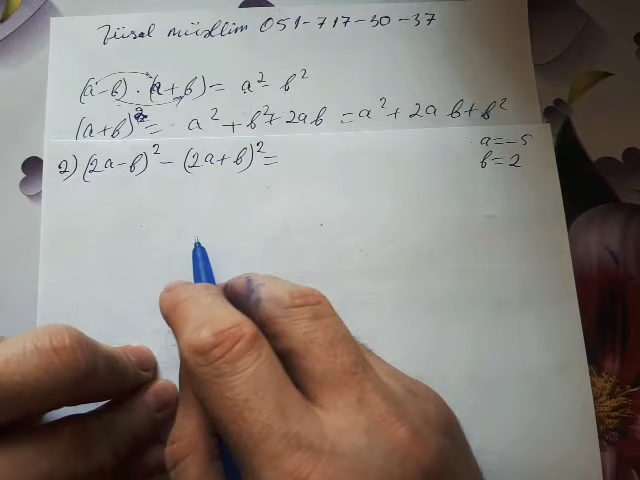 Züsal müəllim 051-717-30-37
(a-b)·(a+b)= a²-b²
(a+b)²= a²+b²+2ab=a²+2ab+b²
a=-5
2)(2a-b)²-(2a+b)²=
b=2